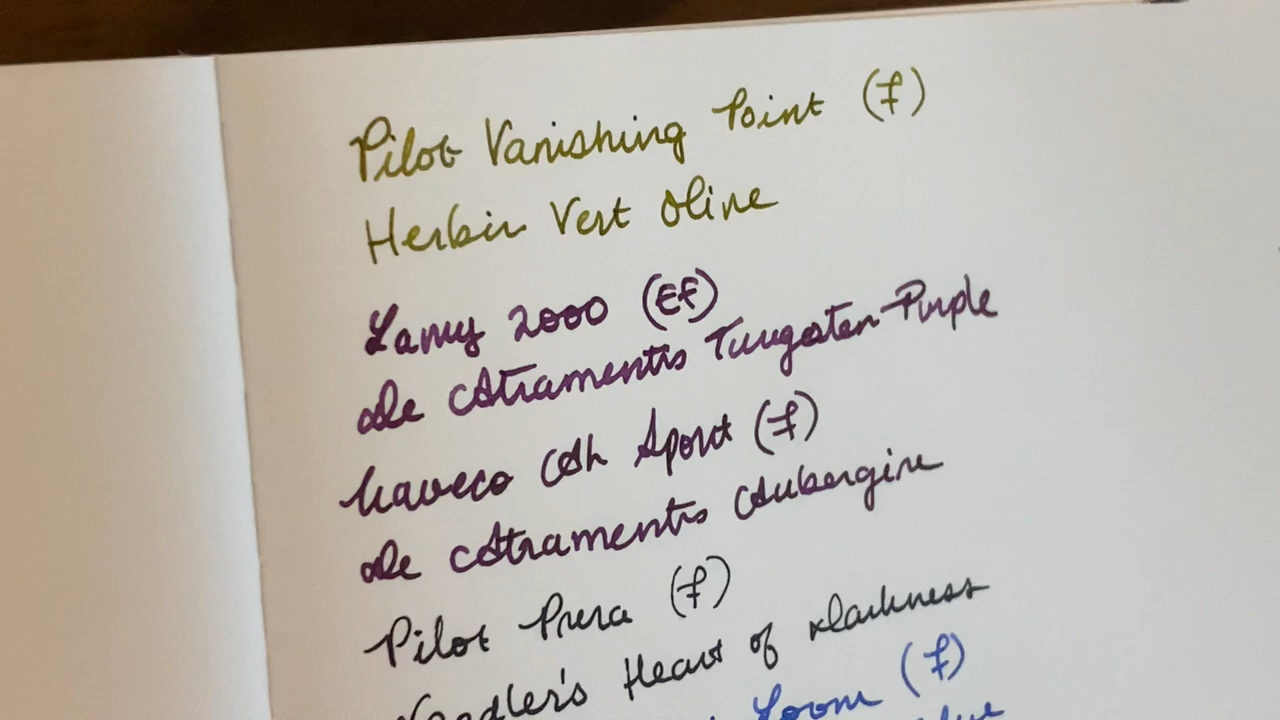 Pilot Vanishing Point (f)
Herbin Vert Olive
Lamy 2000 (EF)
De Atramentis Tungsten-Purple
Kaweco Al Sport (f)
De Atramentis Aubergine
Pilot Prera (f)
Noodler's Heart of Darkness
Loom (f)